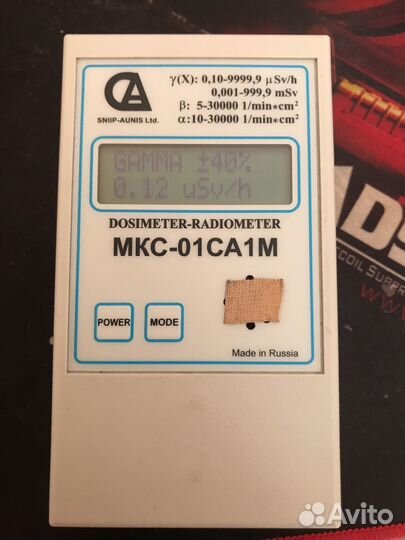 γ(X): 0,10-9999,9 μSv/h
0,001-999,9 mSv
β: 5-30000 1/min*cm²
α:10-30000 1/min*cm²
SNIIP-AUNIS Ltd.
GAMMA ±40%
0.12 uSv/h
DOSIMETER-RADIOMETER
МКС-01СА1М
POWER
MODE
Made in Russia
Avito